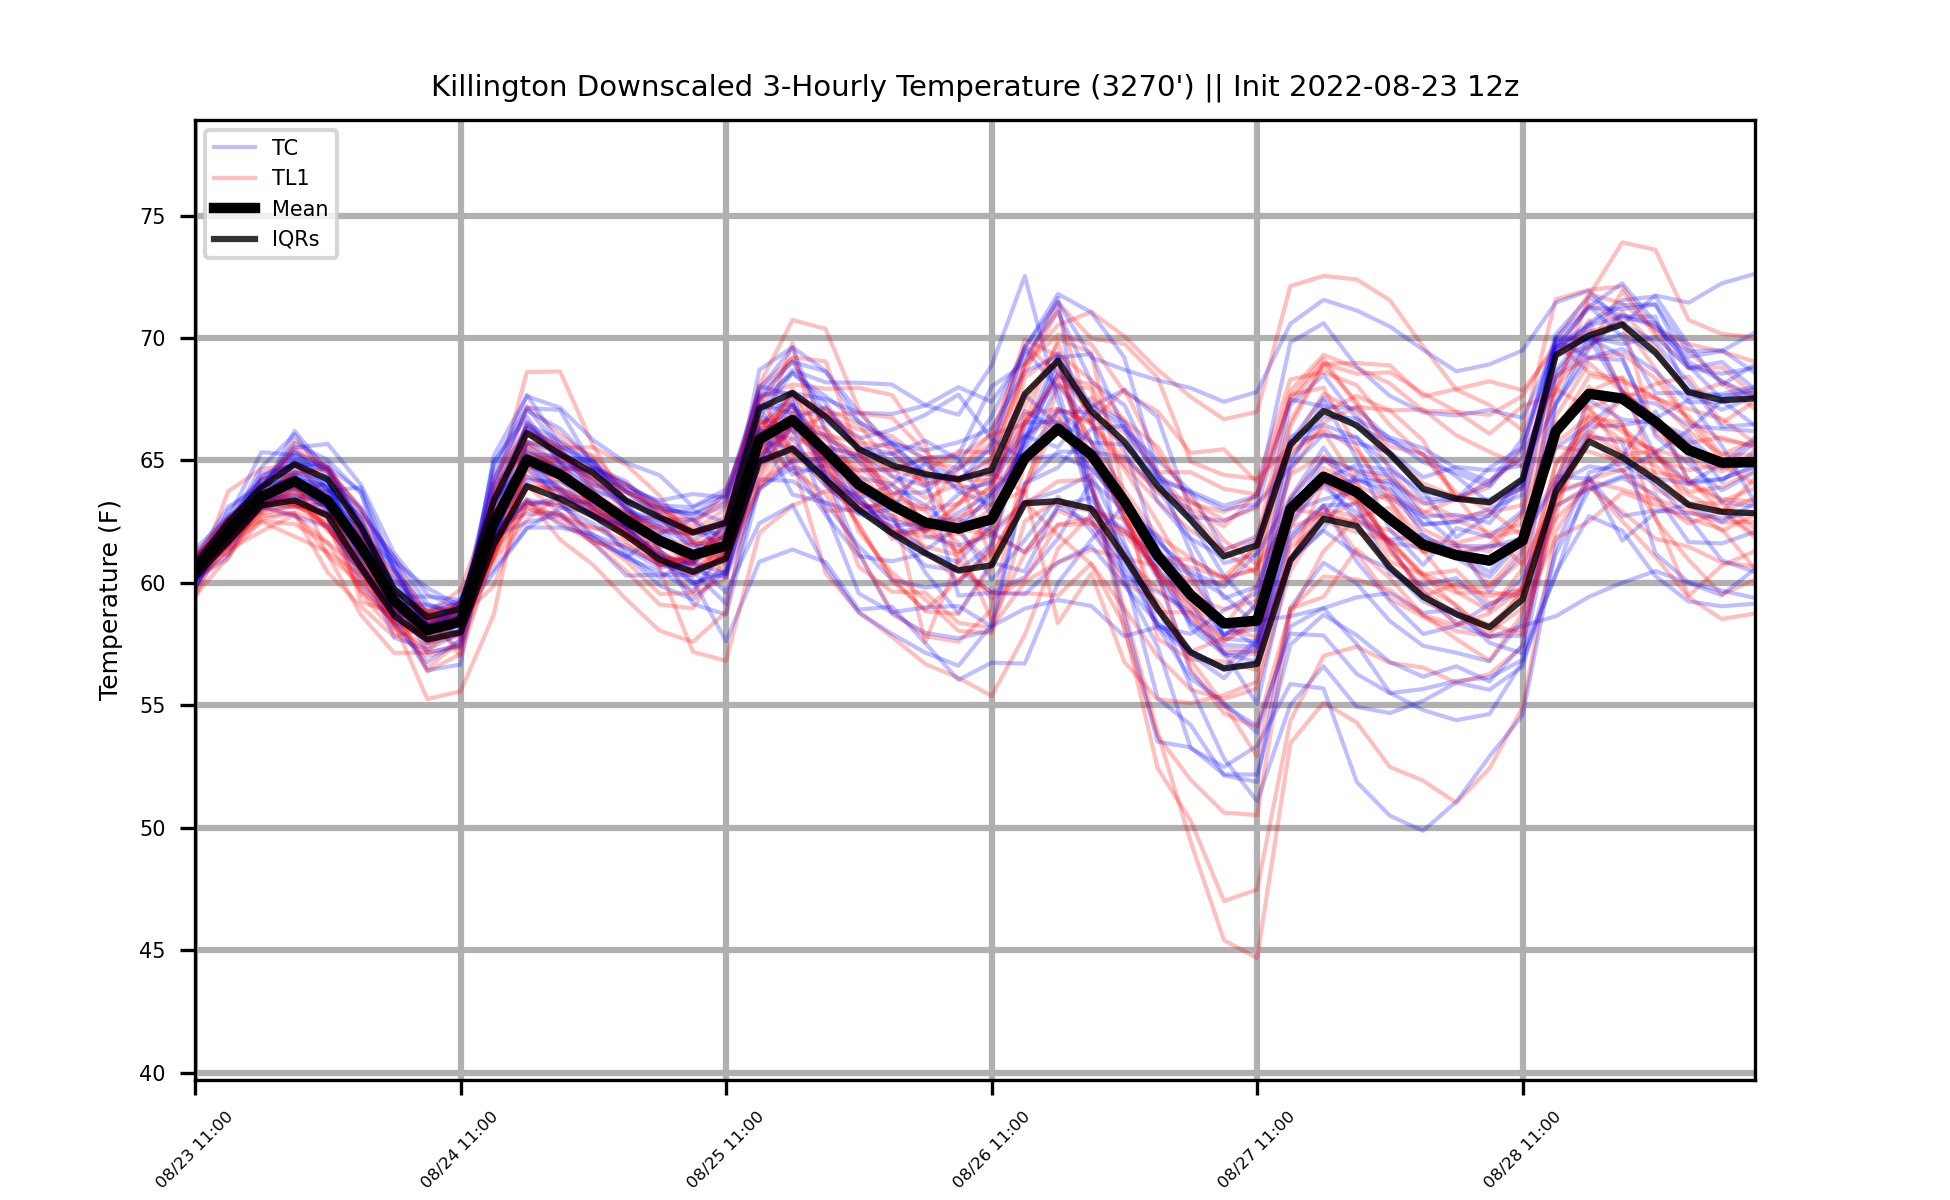 Killington Downscaled 3-Hourly Temperature (3270') || Init 2022-08-23 12z
TC
TL1
Mean
IQRs
Temperature (F)
75
70
65
60
55
50
45
40
08/23 11:00
08/24 11:00
08/25 11:00
08/26 11:00
08/27 11:00
08/28 11:00